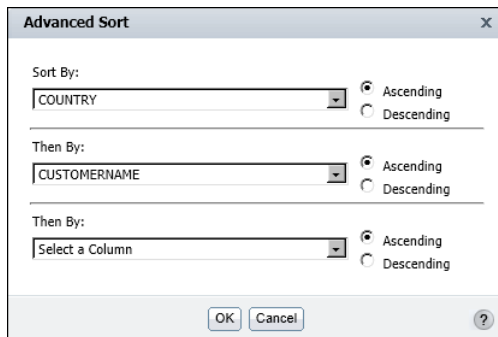 Advanced Sort x
Sort By:
COUNTRY
Ascending
Descending
Then By:
CUSTOMERNAME
Ascending
Descending
Then By:
Select a Column
Ascending
Descending
OK Cancel ?